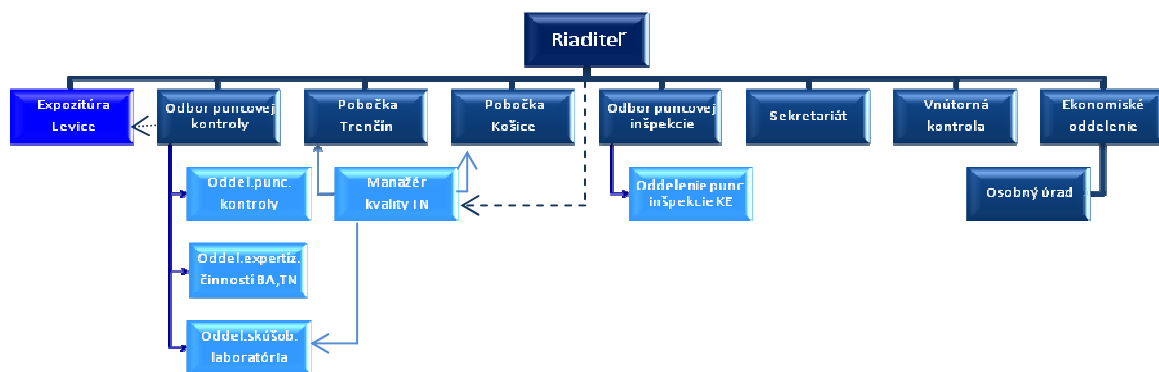 Riaditeľ
Expozitúra
Levice
Odbor puncovej
kontroly
Pobočka
Trenčín
Pobočka
Košice
Odbor puncovej
inšpekcie
Sekretariát
Vnútorná
kontrola
Ekonomiské
oddelenie
Oddel.punc.
kontroly
Manažér
kvality TN
Oddelenie punc
inšpekcie KE
Osobný úrad
Oddel.expertíz.
činností BA,TN
Oddel.skúšob.
laboratória